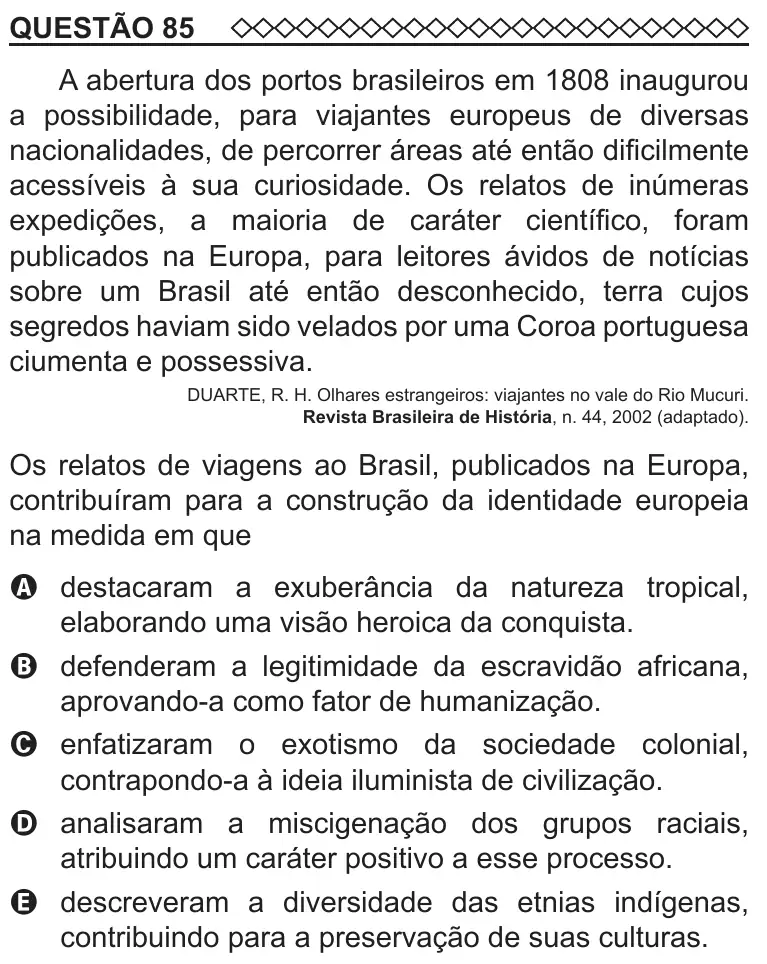 QUESTÃO 85
A abertura dos portos brasileiros em 1808 inaugurou
a possibilidade, para viajantes europeus de diversas
nacionalidades, de percorrer áreas até então dificilmente
acessíveis à sua curiosidade. Os relatos de inúmeras
expedições, a maioria de caráter científico, foram
publicados na Europa, para leitores ávidos de notícias
sobre um Brasil até então desconhecido, terra cujos
segredos haviam sido velados por uma Coroa portuguesa
ciumenta e possessiva.
DUARTE, R. H. Olhares estrangeiros: viajantes no vale do Rio Mucuri.
Revista Brasileira de História, n. 44, 2002 (adaptado).
Os relatos de viagens ao Brasil, publicados na Europa,
contribuíram para a construção da identidade europeia
na medida em que
A destacaram a exuberância da natureza tropical,
elaborando uma visão heroica da conquista.
B defenderam a legitimidade da escravidão africana,
aprovando-a como fator de humanização.
C enfatizaram o exotismo da sociedade colonial,
contrapondo-a à ideia iluminista de civilização.
D analisaram a miscigenação dos grupos raciais,
atribuindo um caráter positivo a esse processo.
E descreveram a diversidade das etnias indígenas,
contribuindo para a preservação de suas culturas.